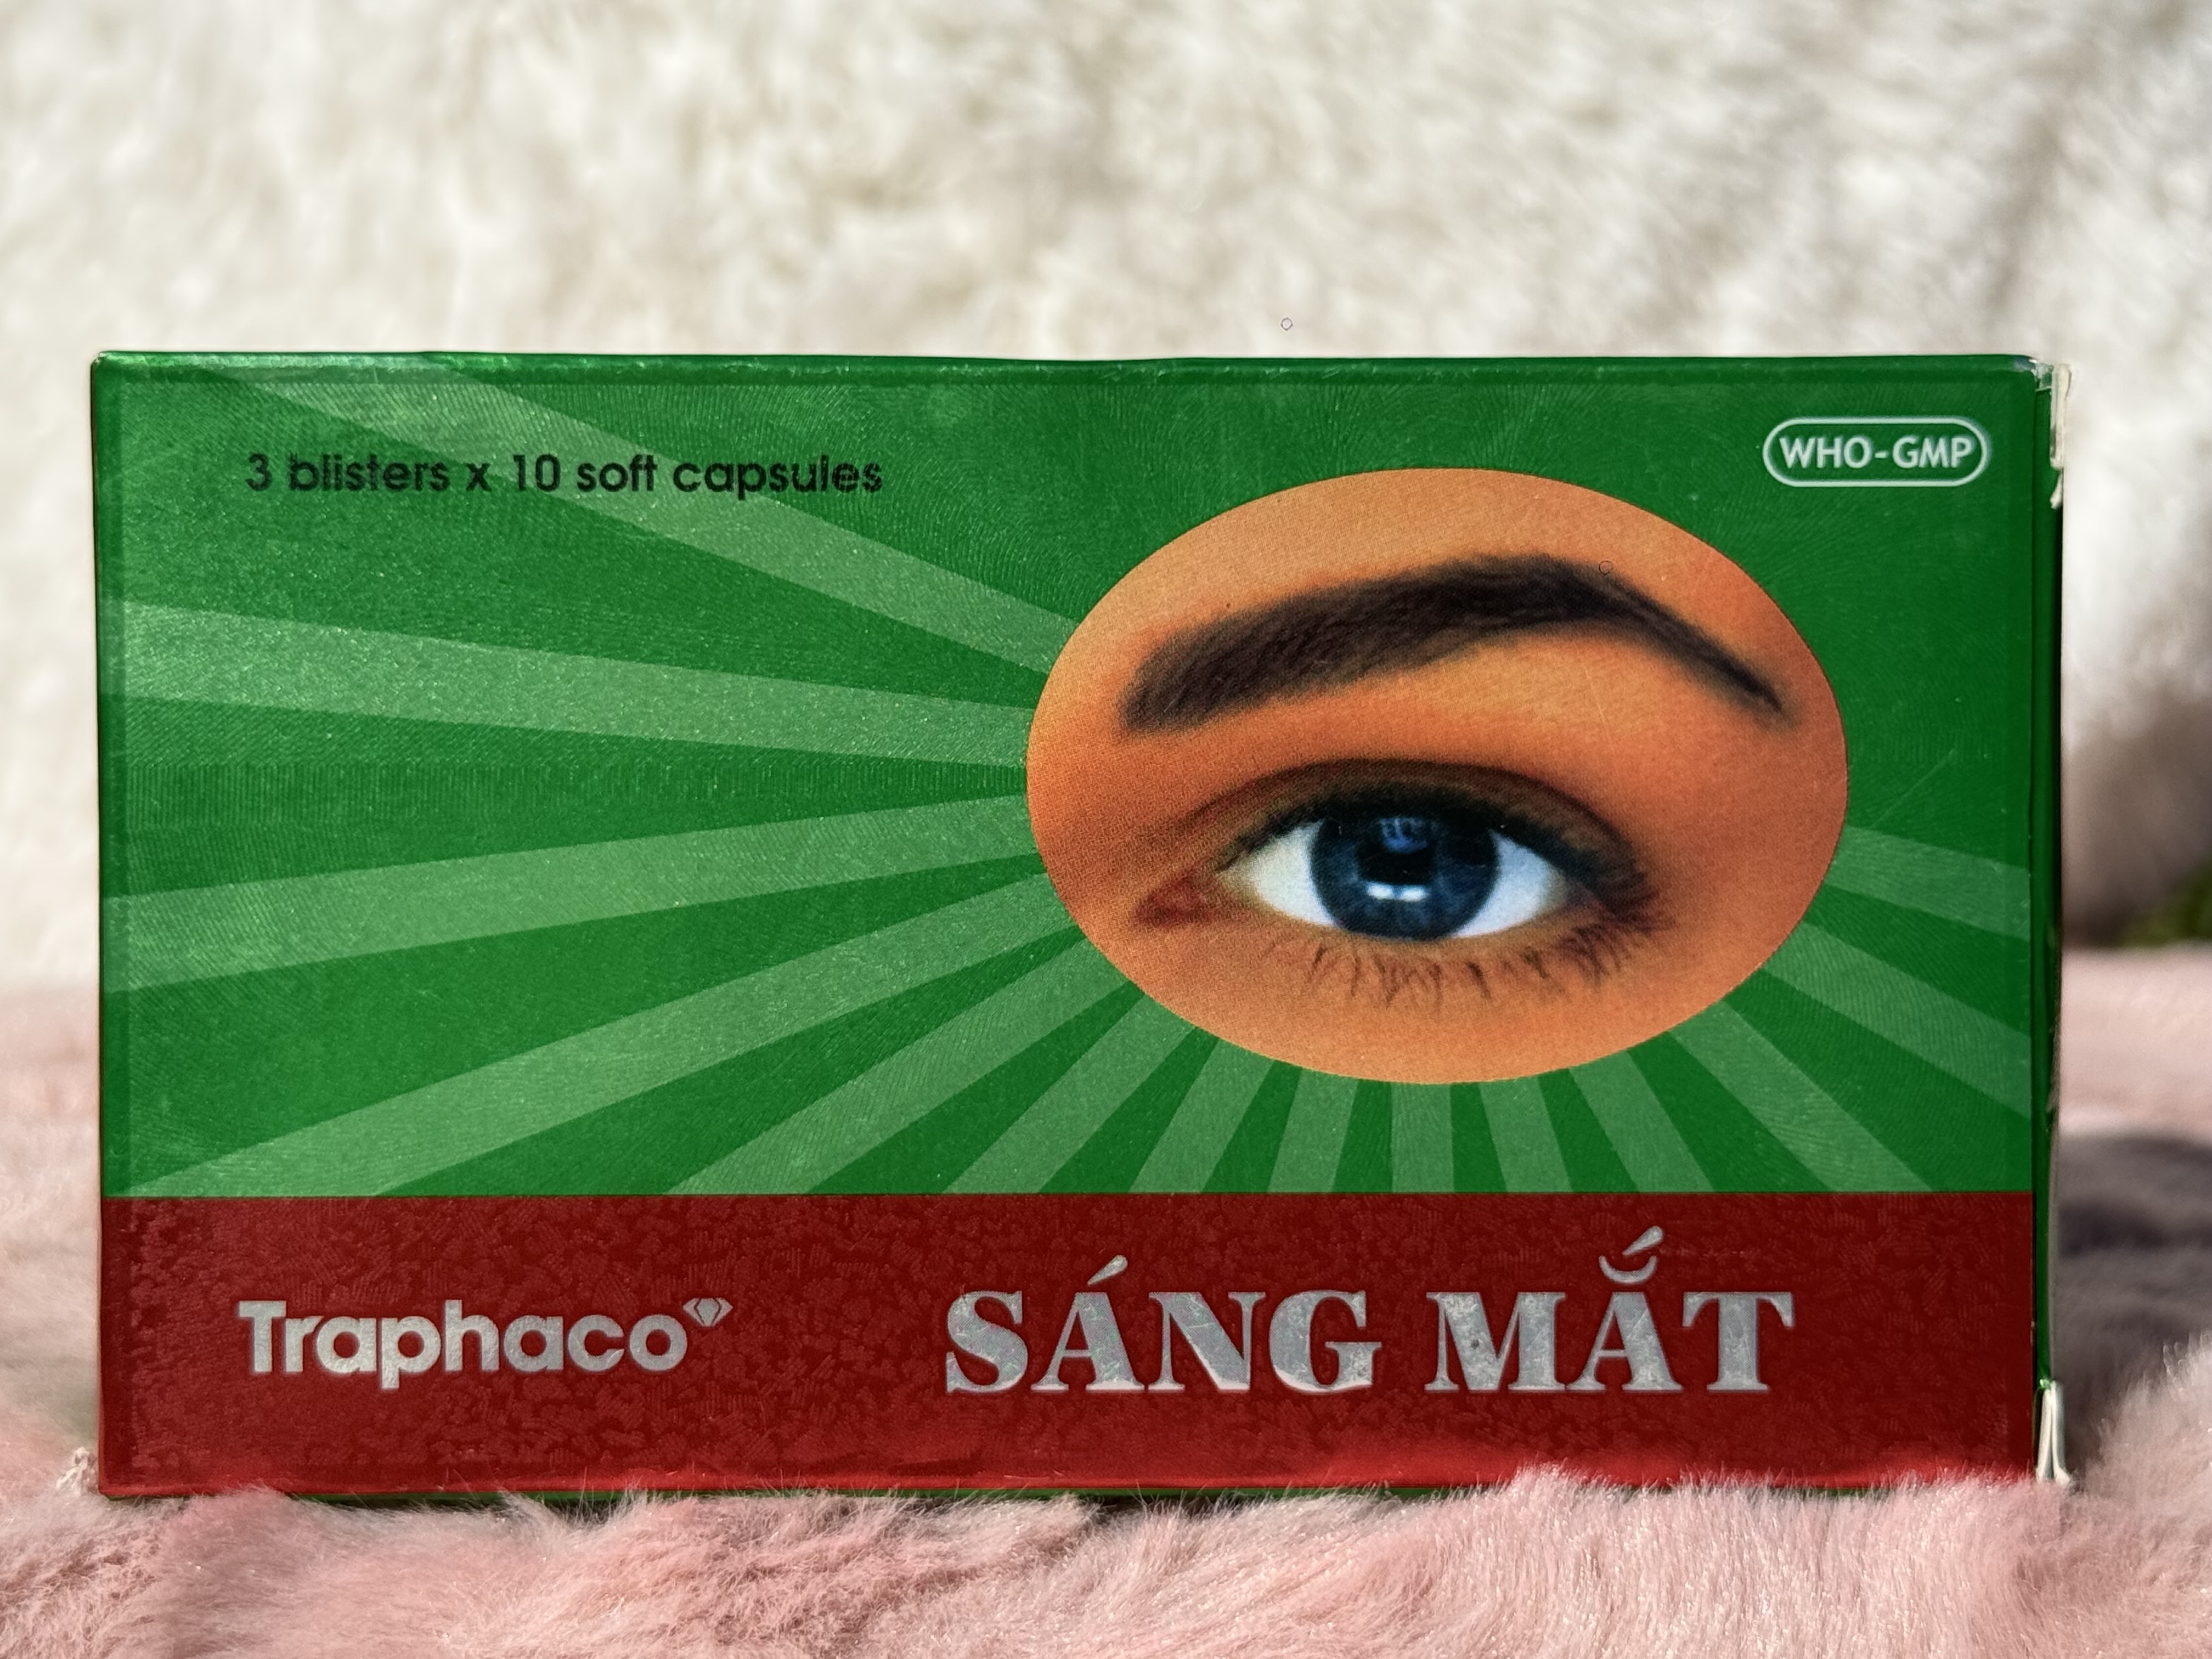 3 blisters x 10 soft capsules
WHO-GMP
Traphaco
SÁNG MẮT